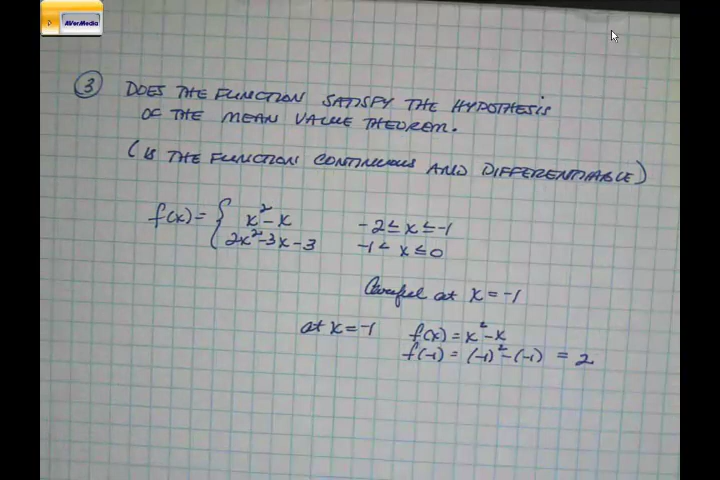 AVerMedia
3 DOES THE FUNCTION SATISFY THE HYPOTHESIS
OF THE MEAN VALUE THEOREM.
(IS THE FUNCTION CONTINUOUS AND DIFFERENTIABLE)
f(x) = { x² - x   -2 ≤ x ≤ -1
2x² - 3x - 3   -1 < x ≤ 0
Careful at x = -1
at x = -1   f(x) = x² - x
f(-1) = (-1)² - (-1) = 2